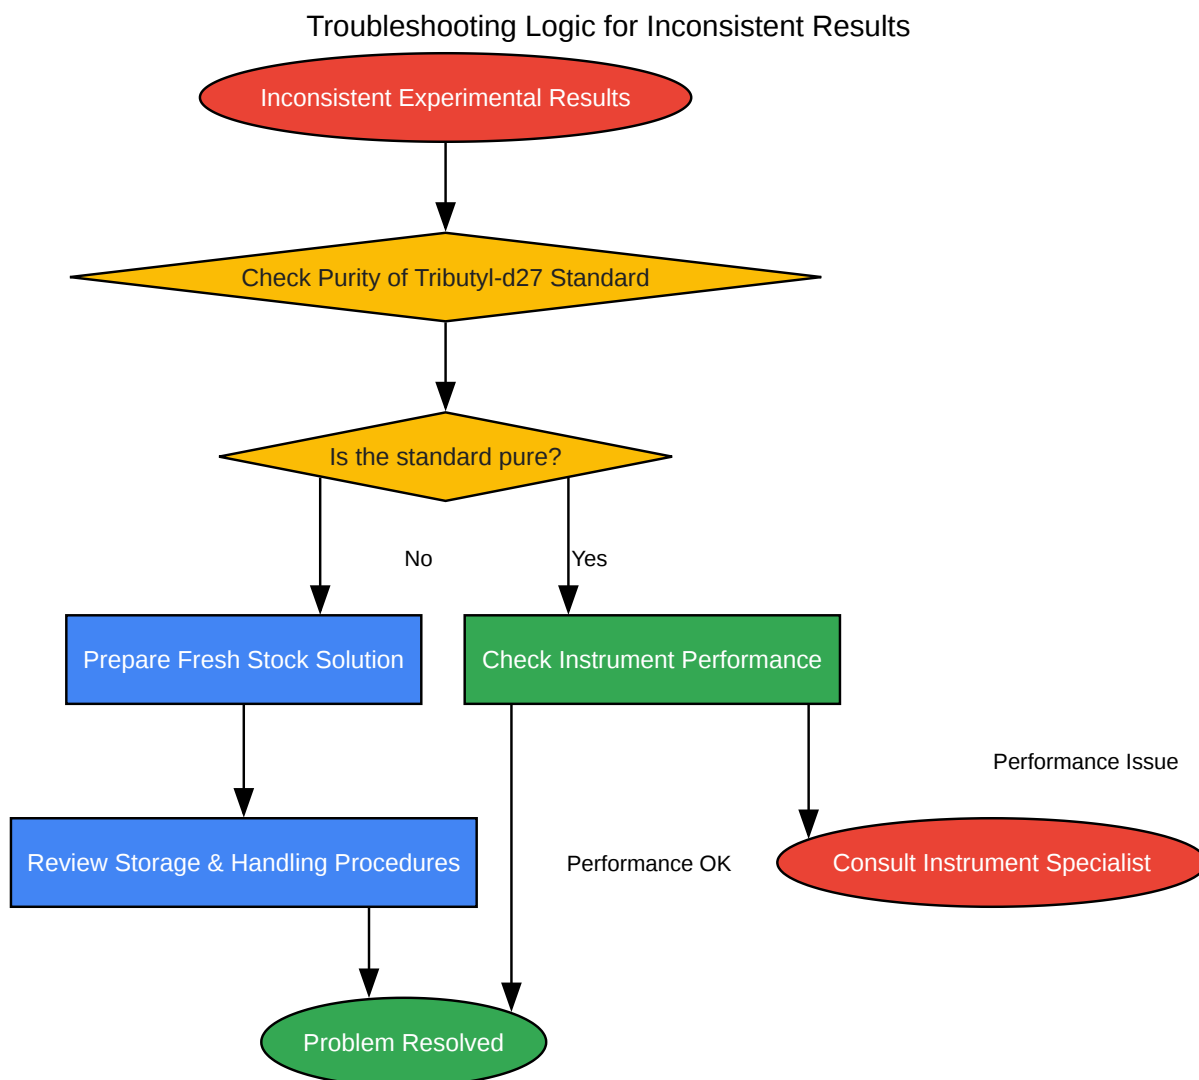 Troubleshooting Logic for Inconsistent Results
Inconsistent Experimental Results
Check Purity of Tributyl-d27 Standard
Is the standard pure?
No
Yes
Prepare Fresh Stock Solution
Check Instrument Performance
Performance Issue
Review Storage & Handling Procedures
Performance OK
Consult Instrument Specialist
Problem Resolved